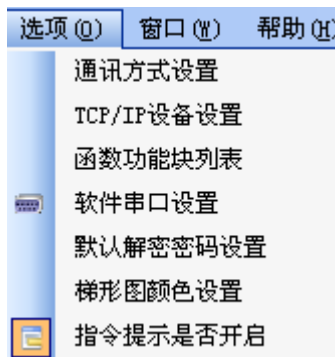 选项(O) 窗口(W) 帮助(H)
通讯方式设置
TCP/IP设备设置
函数功能块列表
软件串口设置
默认解密密码设置
梯形图颜色设置
指令提示是否开启